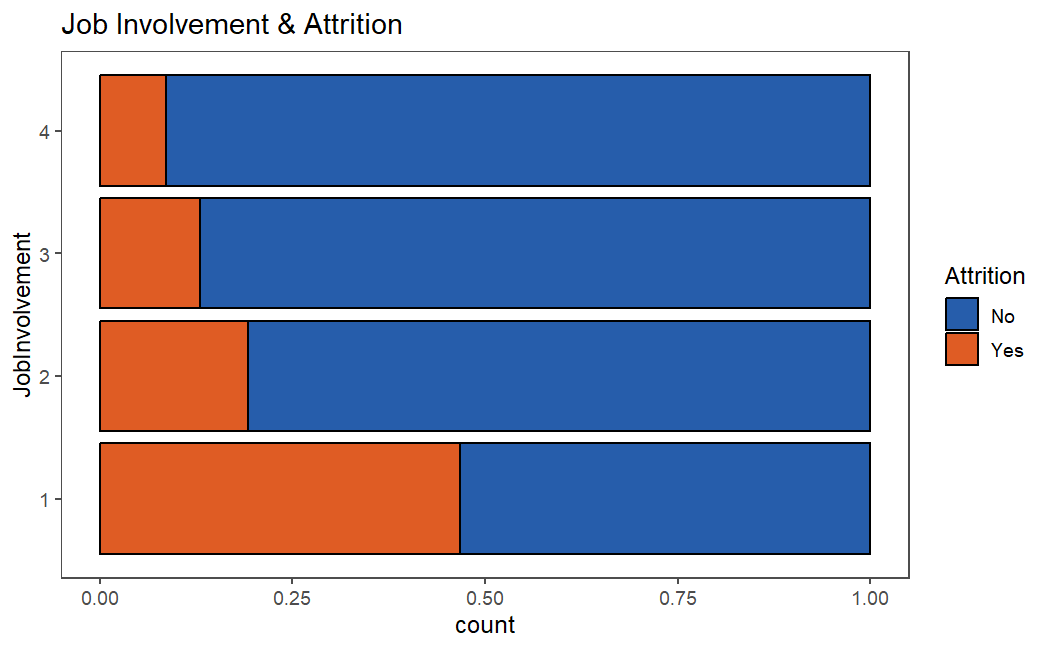 Job Involvement & Attrition
JobInvolvement
4
3
2
1
0.00 0.25 0.50 0.75 1.00
count
Attrition
No
Yes